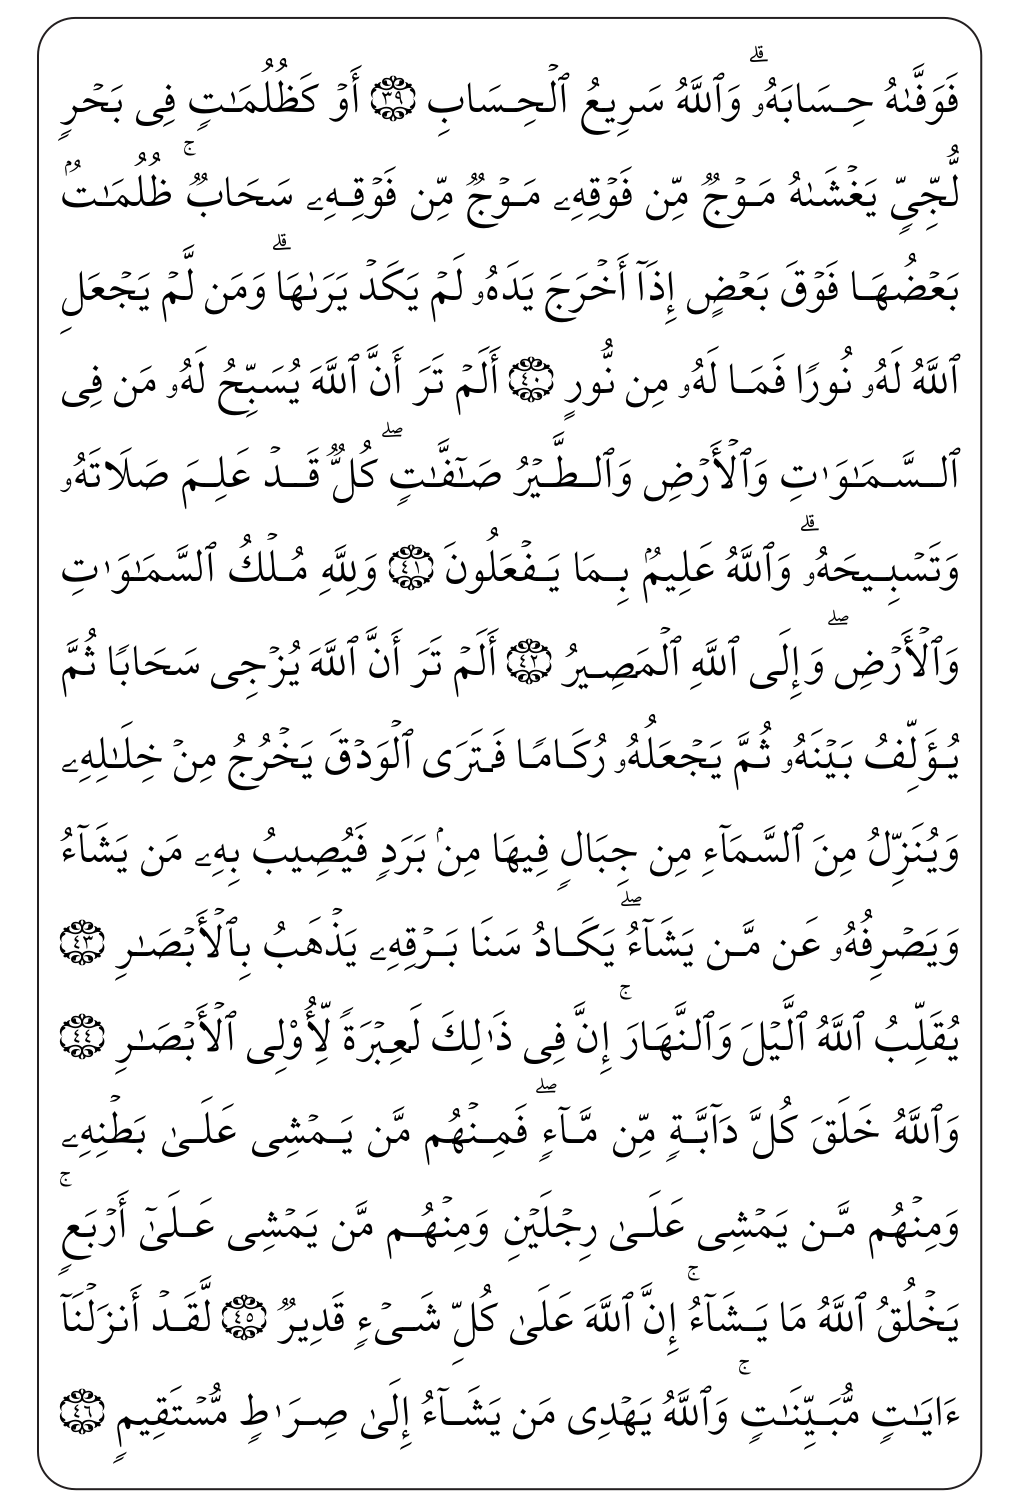 فَوَفَّىٰهُ حِسَابَهُۥۗ وَٱللَّهُ سَرِيعُ ٱلۡحِسَابِ ٣٩ أَوۡ كَظُلُمَٰتٖ فِي بَحۡرٖ
لُّجِّيّٖ يَغۡشَىٰهُ مَوۡجٞ مِّن فَوۡقِهِۦ مَوۡجٞ مِّن فَوۡقِهِۦ سَحَابٞۚ ظُلُمَٰتُۢ
بَعۡضُهَا فَوۡقَ بَعۡضٍ إِذَآ أَخۡرَجَ يَدَهُۥ لَمۡ يَكَدۡ يَرَىٰهَاۗ وَمَن لَّمۡ يَجۡعَلِ
ٱللَّهُ لَهُۥ نُورٗا فَمَا لَهُۥ مِن نُّورٍ ٤٠ أَلَمۡ تَرَ أَنَّ ٱللَّهَ يُسَبِّحُ لَهُۥ مَن فِي
ٱلسَّمَٰوَٰتِ وَٱلۡأَرۡضِ وَٱلطَّيۡرُ صَٰٓفَّٰتٖۖ كُلّٞ قَدۡ عَلِمَ صَلَاتَهُۥ
وَتَسۡبِيحَهُۥۗ وَٱللَّهُ عَلِيمُۢ بِمَا يَفۡعَلُونَ ٤١ وَلِلَّهِ مُلۡكُ ٱلسَّمَٰوَٰتِ
وَٱلۡأَرۡضِۖ وَإِلَى ٱللَّهِ ٱلۡمَصِيرُ ٤٢ أَلَمۡ تَرَ أَنَّ ٱللَّهَ يُزۡجِي سَحَابٗا ثُمَّ
يُؤَلِّفُ بَيۡنَهُۥ ثُمَّ يَجۡعَلُهُۥ رُكَامٗا فَتَرَى ٱلۡوَدۡقَ يَخۡرُجُ مِنۡ خِلَٰلِهِۦ
وَيُنَزِّلُ مِنَ ٱلسَّمَآءِ مِن جِبَالٖ فِيهَا مِنۢ بَرَدٖ فَيُصِيبُ بِهِۦ مَن يَشَآءُ
وَيَصۡرِفُهُۥ عَن مَّن يَشَآءُۖ يَكَادُ سَنَا بَرۡقِهِۦ يَذۡهَبُ بِٱلۡأَبۡصَٰرِ ٤٣
يُقَلِّبُ ٱللَّهُ ٱلَّيۡلَ وَٱلنَّهَارَۚ إِنَّ فِي ذَٰلِكَ لَعِبۡرَةٗ لِّأُوْلِي ٱلۡأَبۡصَٰرِ ٤٤
وَٱللَّهُ خَلَقَ كُلَّ دَآبَّةٖ مِّن مَّآءٖۖ فَمِنۡهُم مَّن يَمۡشِي عَلَىٰ بَطۡنِهِۦ
وَمِنۡهُم مَّن يَمۡشِي عَلَىٰ رِجۡلَيۡنِ وَمِنۡهُم مَّن يَمۡشِي عَلَىٰٓ أَرۡبَعٖۚ
يَخۡلُقُ ٱللَّهُ مَا يَشَآءُۚ إِنَّ ٱللَّهَ عَلَىٰ كُلِّ شَيۡءٖ قَدِيرٞ ٤٥ لَّقَدۡ أَنزَلۡنَآ
ءَايَٰتٖ مُّبَيِّنَٰتٖۚ وَٱللَّهُ يَهۡدِي مَن يَشَآءُ إِلَىٰ صِرَٰطٖ مُّسۡتَقِيمٖ ٤٦